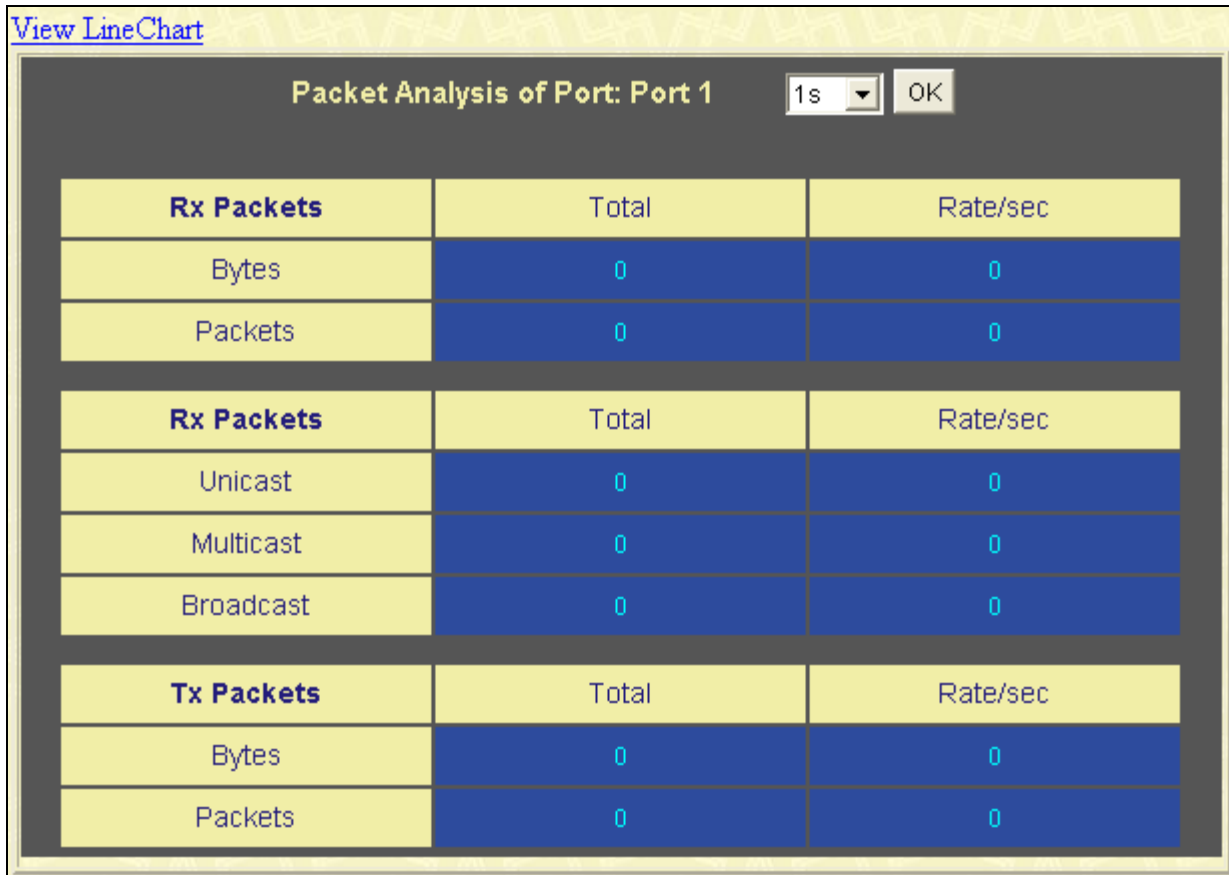 View LineChart
Packet Analysis of Port: Port 1 1s OK
Rx Packets Total Rate/sec
Bytes 0 0
Packets 0 0
Rx Packets Total Rate/sec
Unicast 0 0
Multicast 0 0
Broadcast 0 0
Tx Packets Total Rate/sec
Bytes 0 0
Packets 0 0